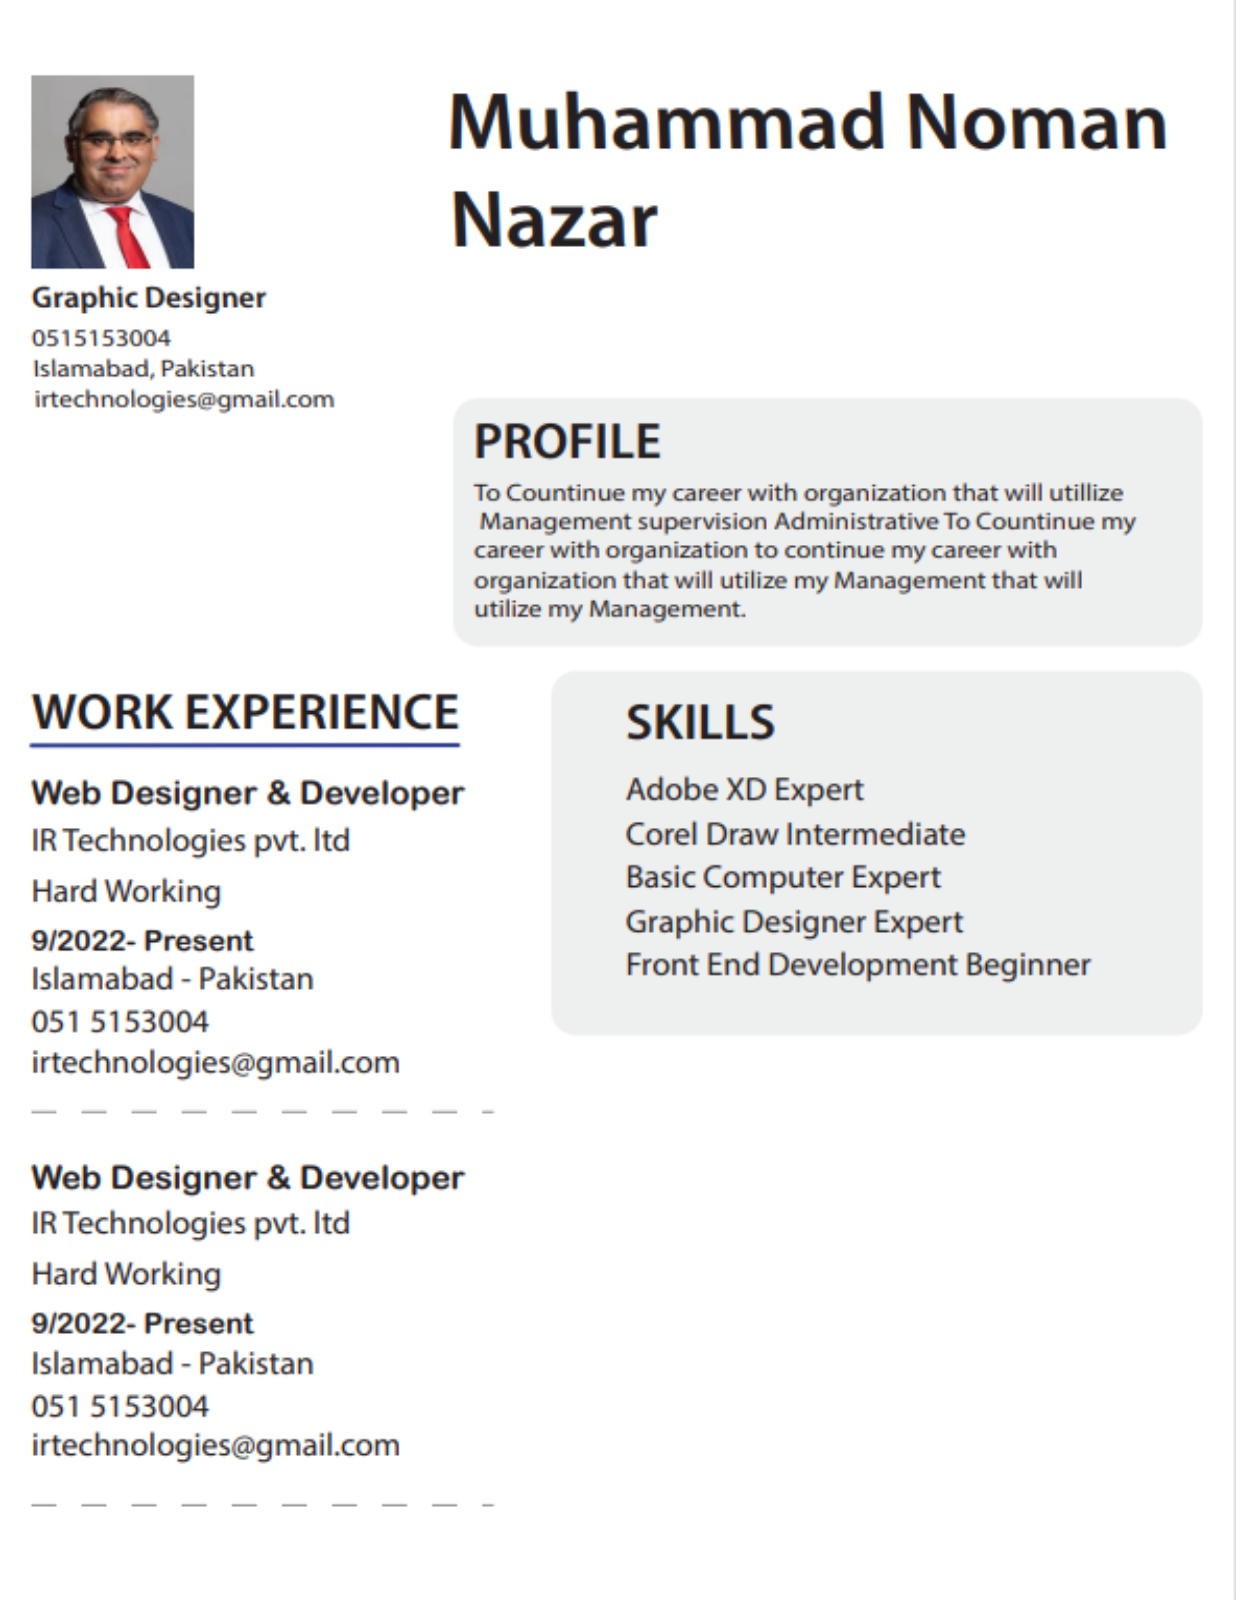 Muhammad Noman
Nazar
Graphic Designer
0515153004
Islamabad, Pakistan
irtechnologies@gmail.com
PROFILE
To Countinue my career with organization that will utillize
Management supervision Administrative To Countinue my
career with organization to continue my career with
organization that will utilize my Management that will
utilize my Management.
WORK EXPERIENCE
Web Designer & Developer
IR Technologies pvt. ltd
Hard Working
9/2022- Present
Islamabad - Pakistan
051 5153004
irtechnologies@gmail.com
Web Designer & Developer
IR Technologies pvt. ltd
Hard Working
9/2022- Present
Islamabad - Pakistan
051 5153004
irtechnologies@gmail.com
SKILLS
Adobe XD Expert
Corel Draw Intermediate
Basic Computer Expert
Graphic Designer Expert
Front End Development Beginner